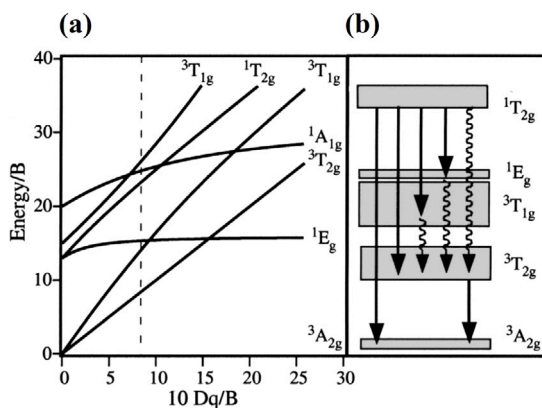 (a)
(b)
Energy/B
40
30
20
10
0
³T₁g
¹T₂g
³T₁g
¹A₁g
³T₂g
¹Eg
³A₂g
0
5
10
15
20
25
30
10 Dq/B
¹T₂g
¹Eg
³T₁g
³T₂g
³A₂g